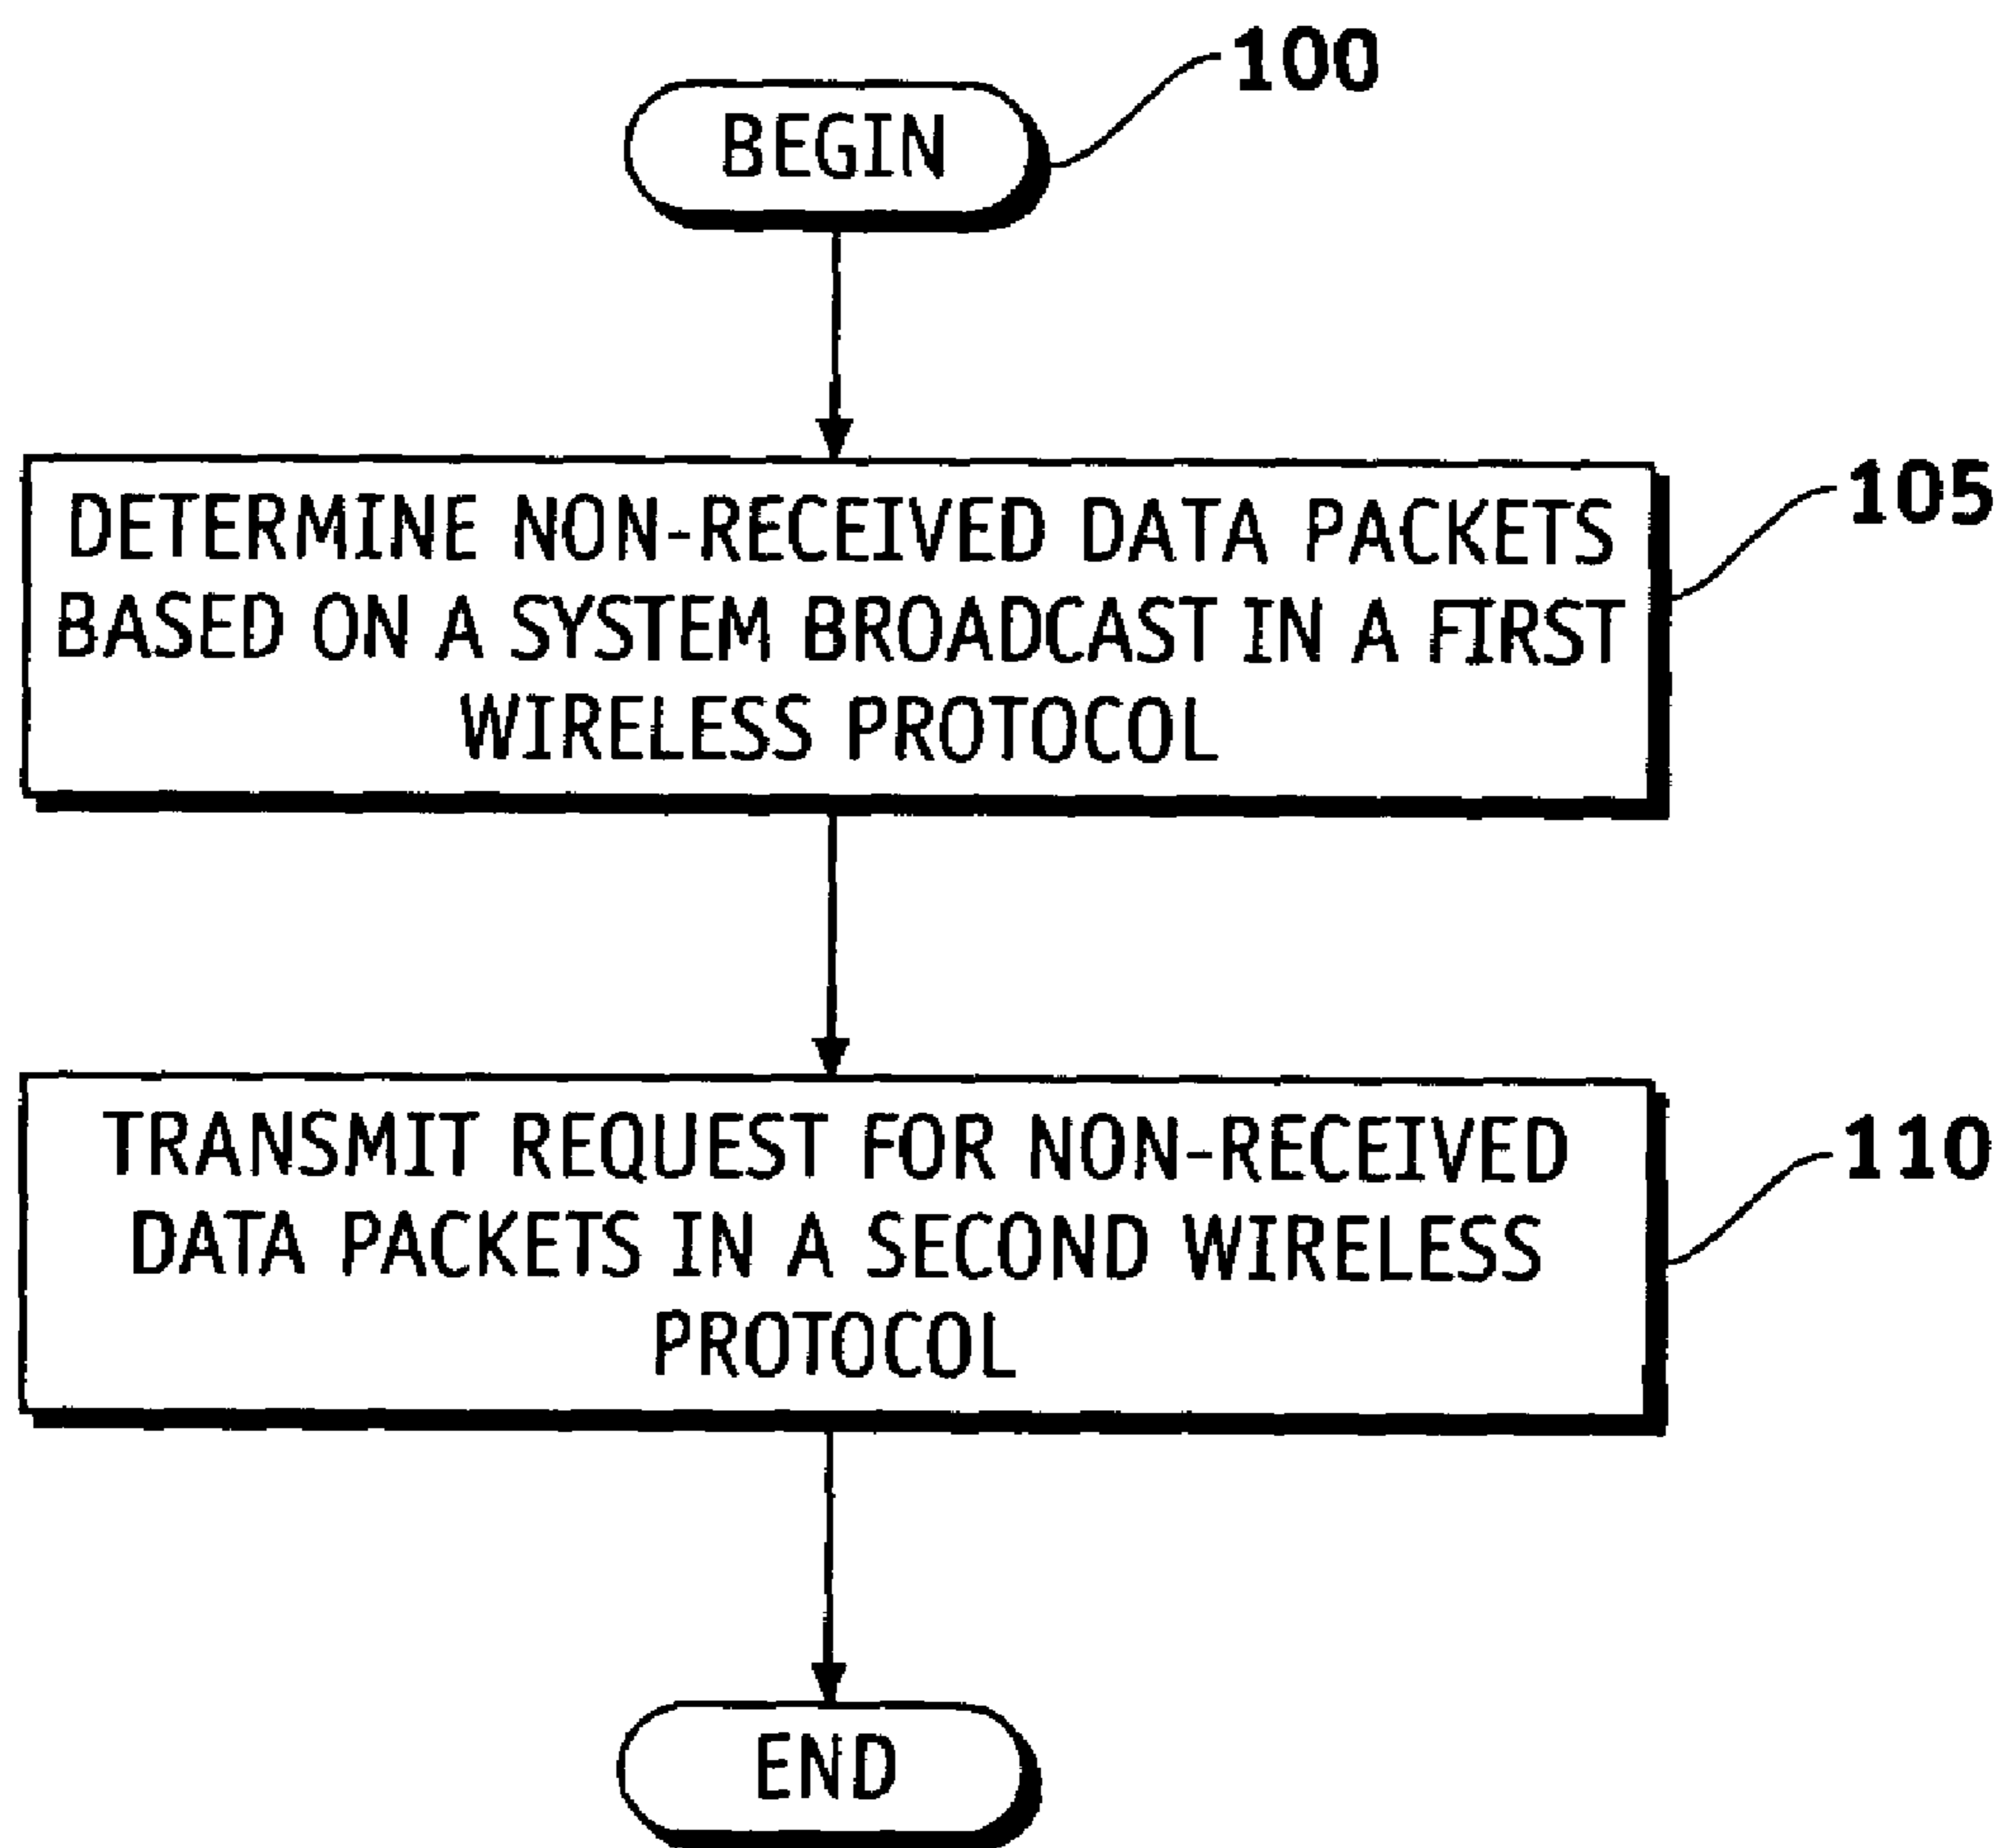 100
BEGIN
105
DETERMINE NON-RECEIVED DATA PACKETS
BASED ON A SYSTEM BROADCAST IN A FIRST
WIRELESS PROTOCOL
110
TRANSMIT REQUEST FOR NON-RECEIVED
DATA PACKETS IN A SECOND WIRELESS
PROTOCOL
END